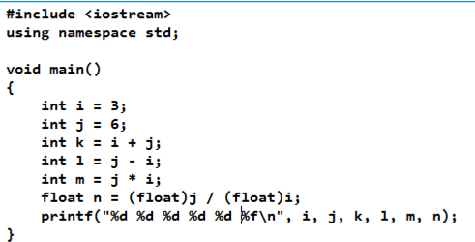 #include <iostream>
using namespace std;
void main()
{
int i = 3;
int j = 6;
int k = i + j;
int l = j - i;
int m = j * i;
float n = (float)j / (float)i;
printf("%d %d %d %d %d %f\n", i, j, k, l, m, n);
}